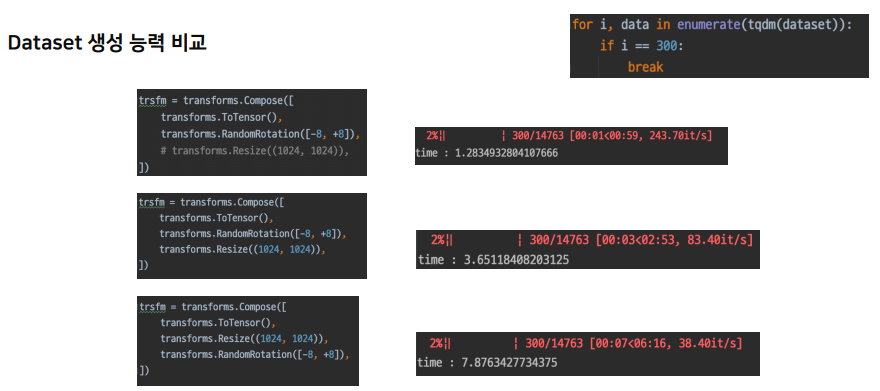 Dataset 생성 능력 비교
for i, data in enumerate(tqdm(dataset)):
if i == 300:
break
trsfm = transforms.Compose([
transforms.ToTensor(),
transforms.RandomRotation([-8, +8]),
# transforms.Resize((1024, 1024)),
])
2%| | 300/14763 [00:01<00:59, 243.70it/s]
time : 1.2834932804107666
trsfm = transforms.Compose([
transforms.ToTensor(),
transforms.RandomRotation([-8, +8]),
transforms.Resize((1024, 1024)),
])
2%| | 300/14763 [00:03<02:53, 83.40it/s]
time : 3.65118408203125
trsfm = transforms.Compose([
transforms.ToTensor(),
transforms.Resize((1024, 1024)),
transforms.RandomRotation([-8, +8]),
])
2%| | 300/14763 [00:07<06:16, 38.40it/s]
time : 7.8763427734375